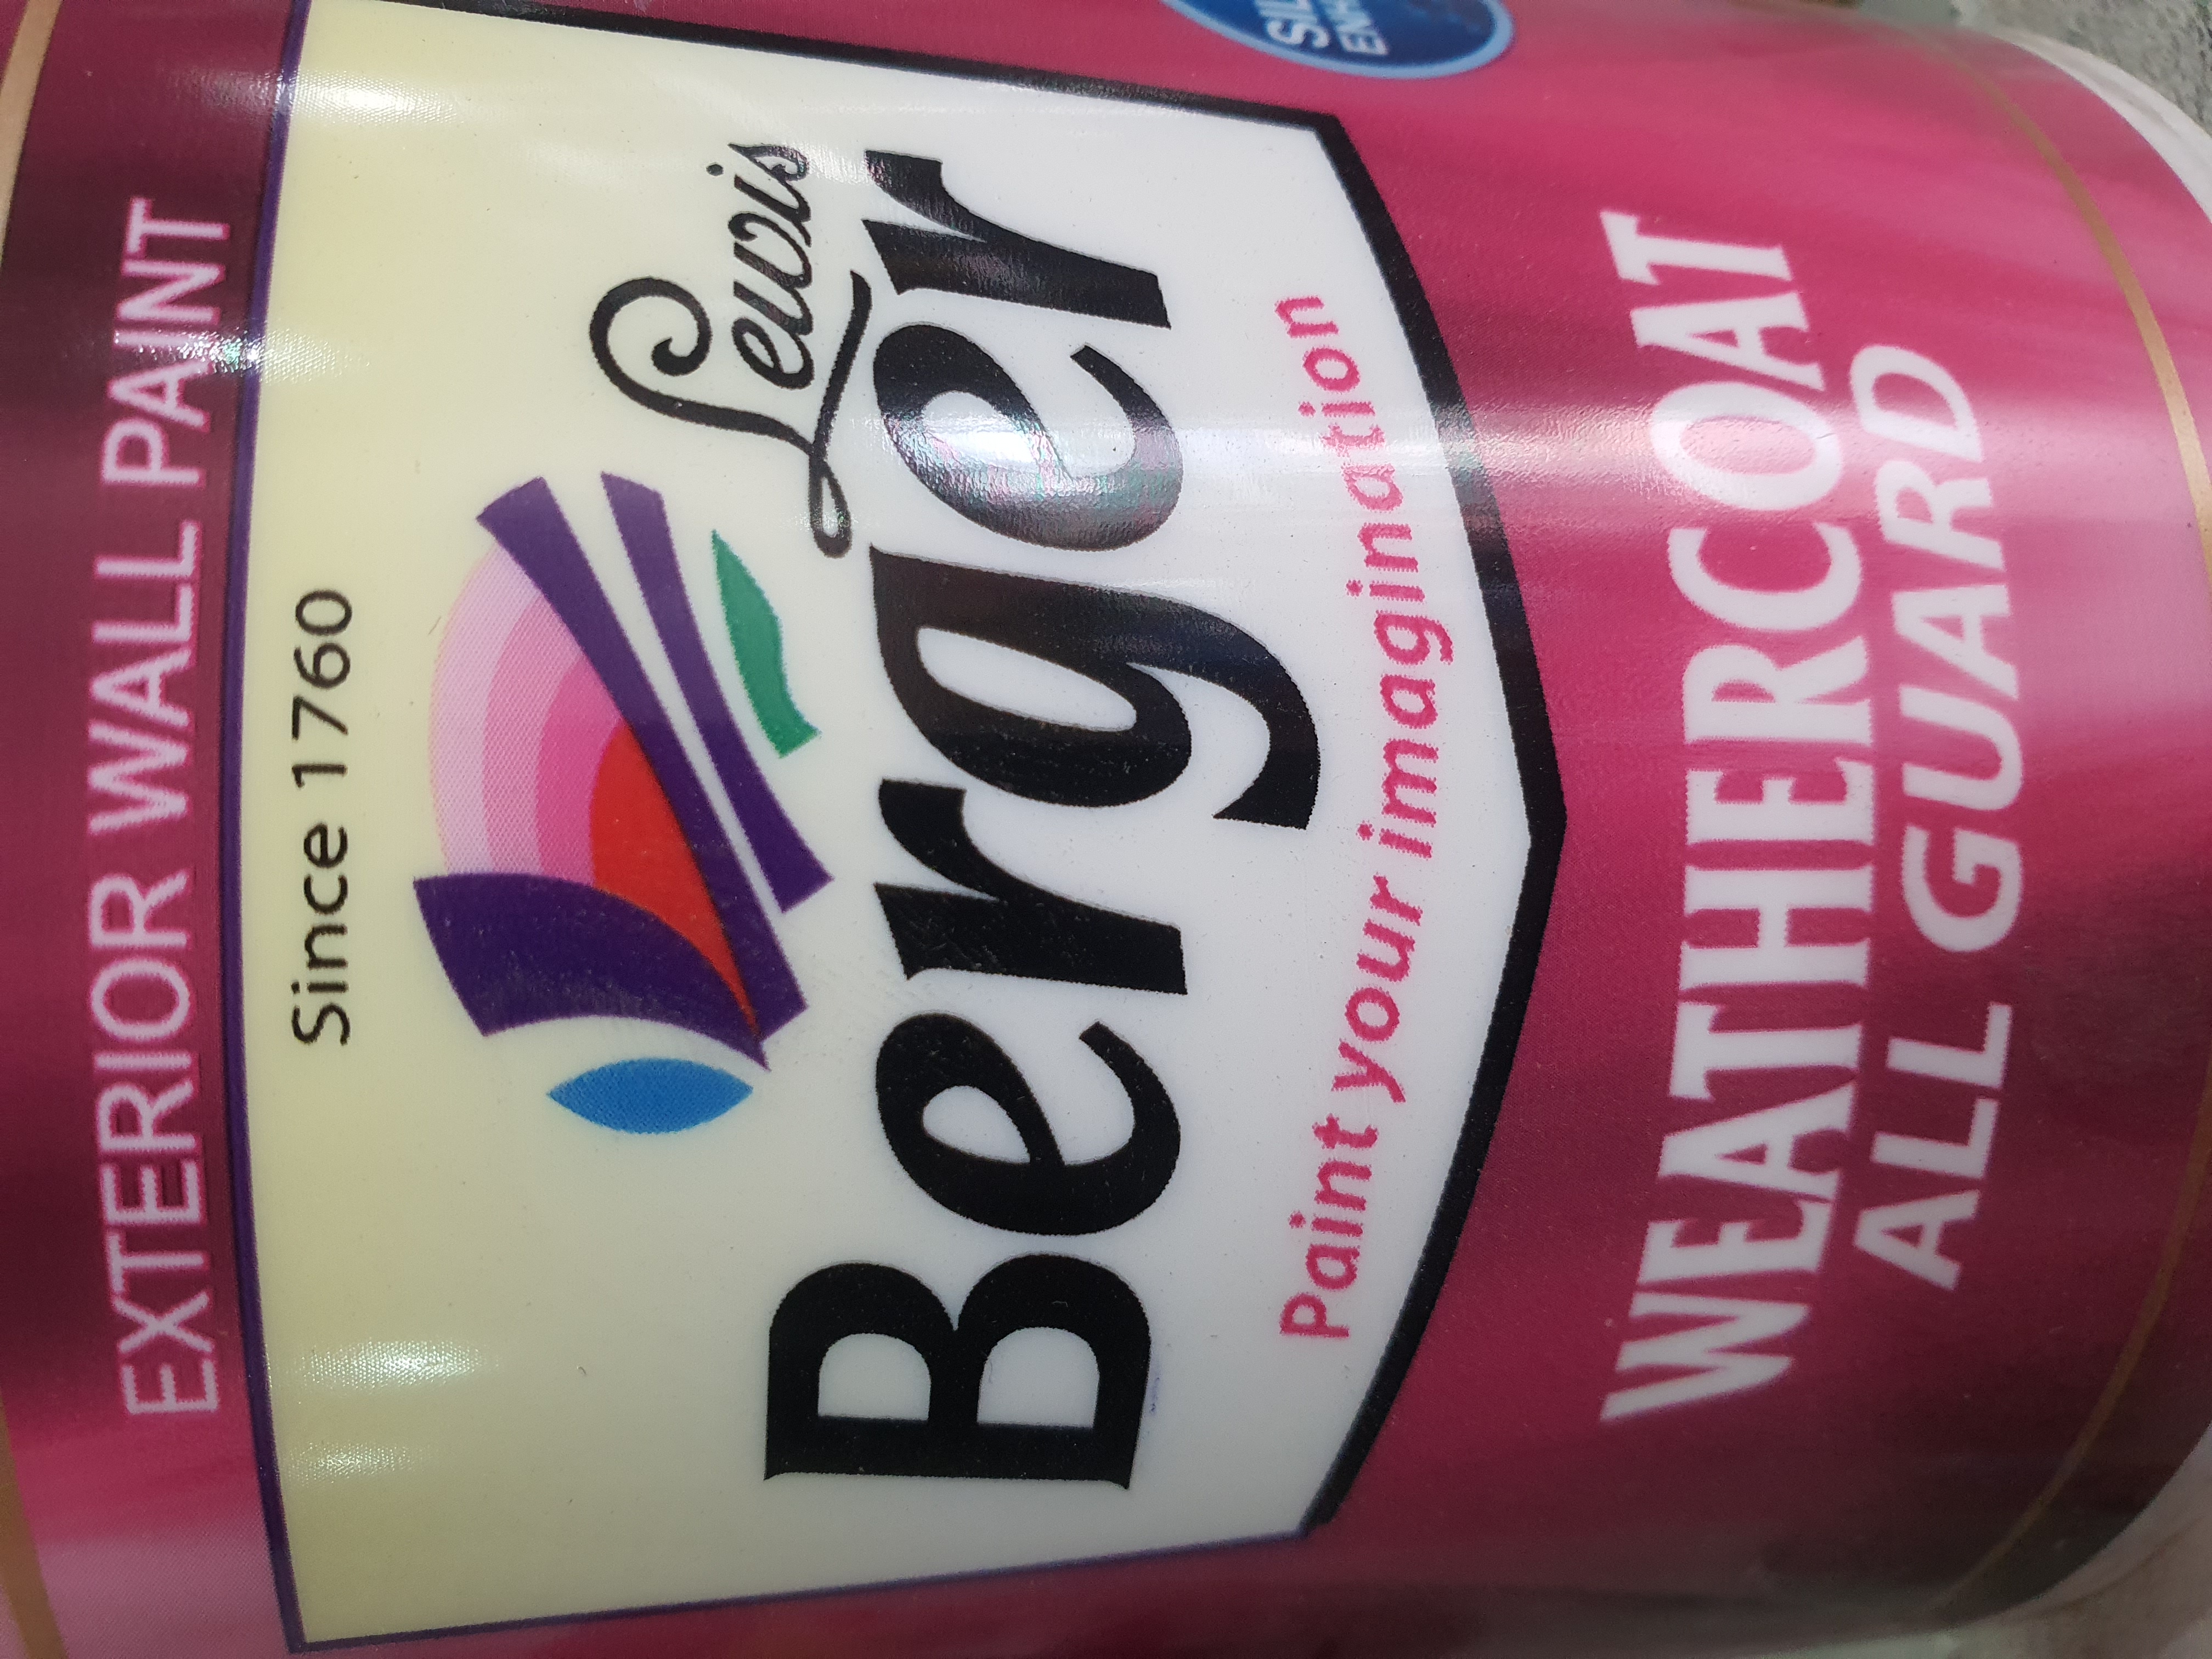 EXTERIOR WALL PAINT
Since 1760
Lewis
Berger
Paint your imagination
WEATHERCOAT
ALL GUARD